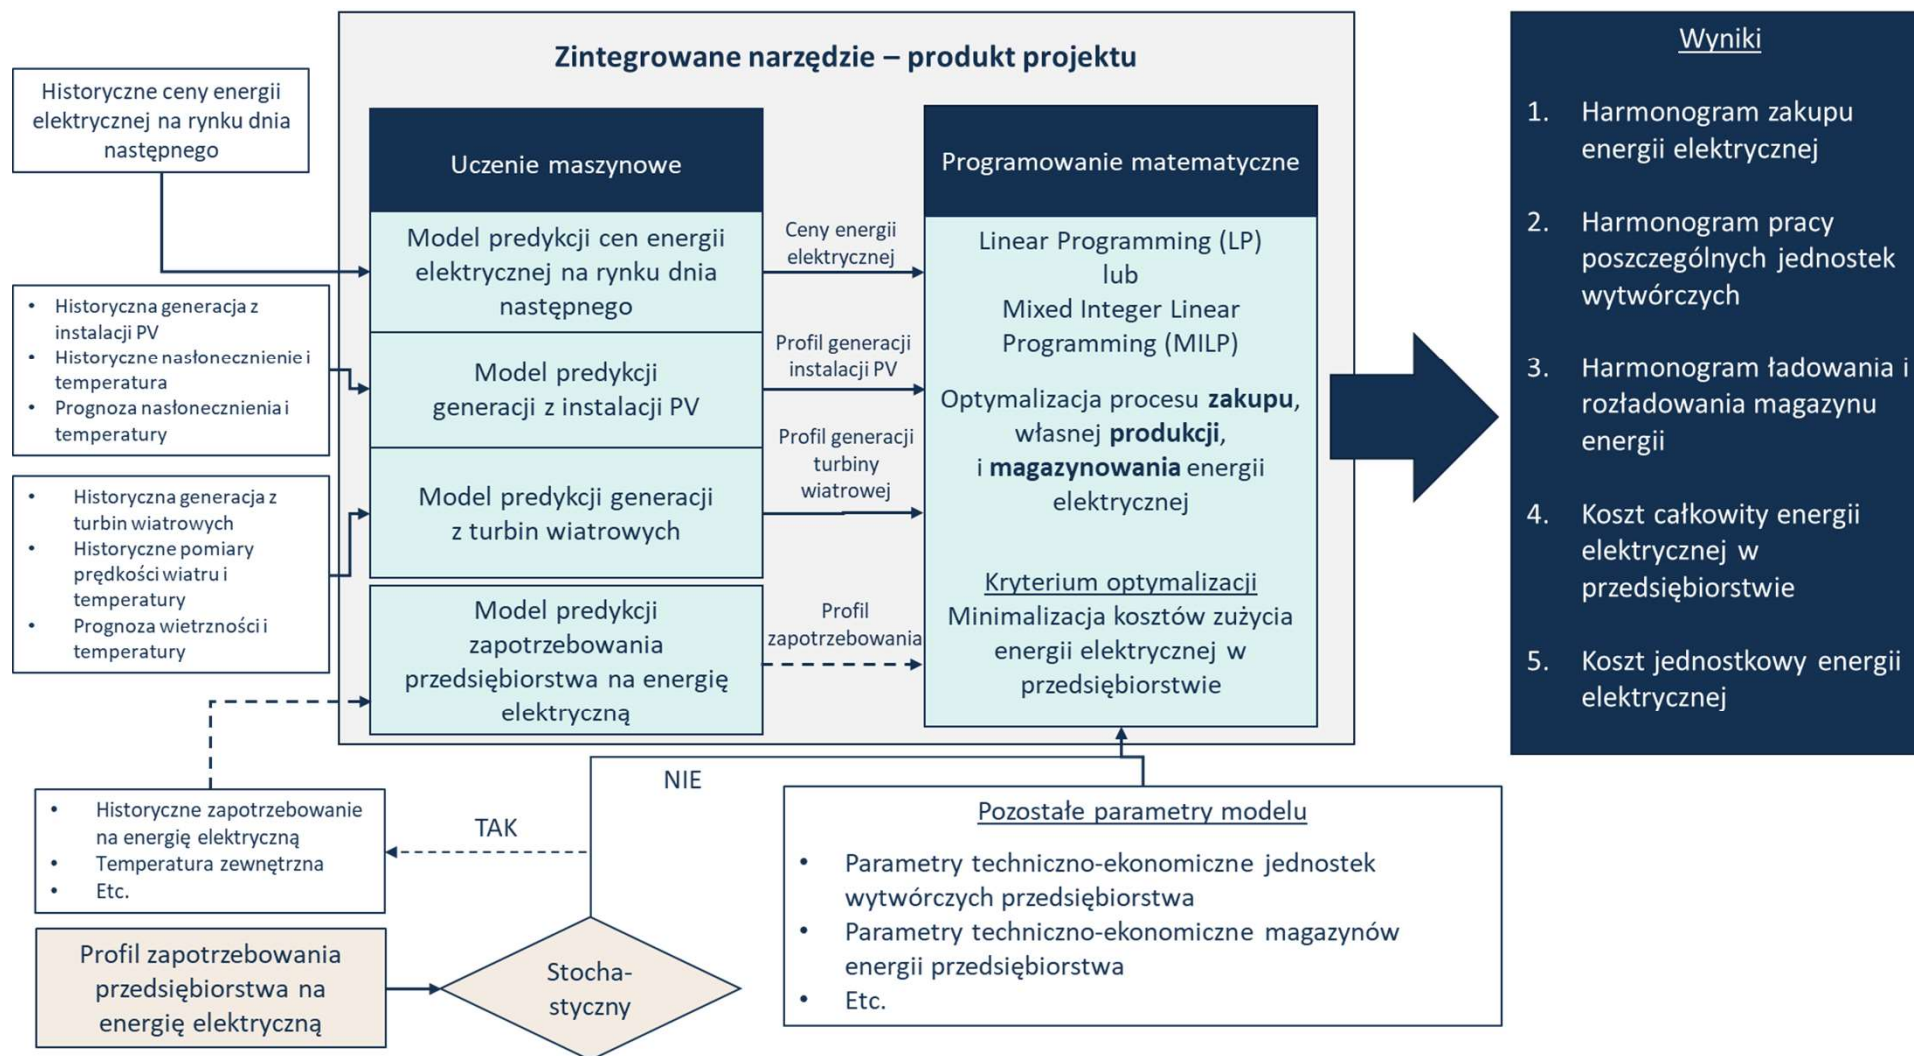 Zintegrowane narzędzie – produkt projektu
Historyczne ceny energii
elektrycznej na rynku dnia
następnego
• Historyczna generacja z
instalacji PV
• Historyczne nasłonecznienie i
temperatura
• Prognoza nasłonecznienia i
temperatury
• Historyczna generacja z
turbin wiatrowych
• Historyczne pomiary
prędkości wiatru i
temperatury
• Prognoza wietrzności i
temperatury
Uczenie maszynowe
Model predykcji cen energii
elektrycznej na rynku dnia
następnego
Model predykcji
generacji z instalacji PV
Model predykcji generacji
z turbin wiatrowych
Model predykcji
zapotrzebowania
przedsiębiorstwa na energię
elektryczną
Ceny energii
elektrycznej
Profil generacji
instalacji PV
Profil generacji
turbiny
wiatrowej
Profil
zapotrzebowania
Programowanie matematyczne
Linear Programming (LP)
lub
Mixed Integer Linear
Programming (MILP)
Optymalizacja procesu zakupu,
własnej produkcji,
i magazynowania energii
elektrycznej
Kryterium optymalizacji
Minimalizacja kosztów zużycia
energii elektrycznej w
przedsiębiorstwie
Wyniki
1. Harmonogram zakupu
energii elektrycznej
2. Harmonogram pracy
poszczególnych jednostek
wytwórczych
3. Harmonogram ładowania i
rozładowania magazynu
energii
4. Koszt całkowity energii
elektrycznej w
przedsiębiorstwie
5. Koszt jednostkowy energii
elektrycznej
• Historyczne zapotrzebowanie
na energię elektryczną
• Temperatura zewnętrzna
• Etc.
TAK
NIE
Profil zapotrzebowania
przedsiębiorstwa na
energię elektryczną
Stocha-
styczny
Pozostałe parametry modelu
• Parametry techniczno-ekonomiczne jednostek
wytwórczych przedsiębiorstwa
• Parametry techniczno-ekonomiczne magazynów
energii przedsiębiorstwa
• Etc.